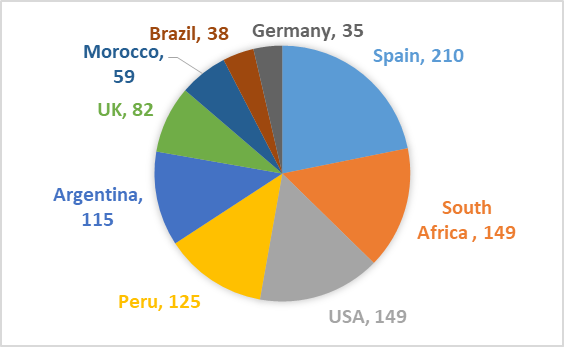 Spain, 210
South
Africa , 149
USA, 149
Peru, 125
Argentina,
115
UK, 82
Morocco,
59
Brazil, 38
Germany, 35